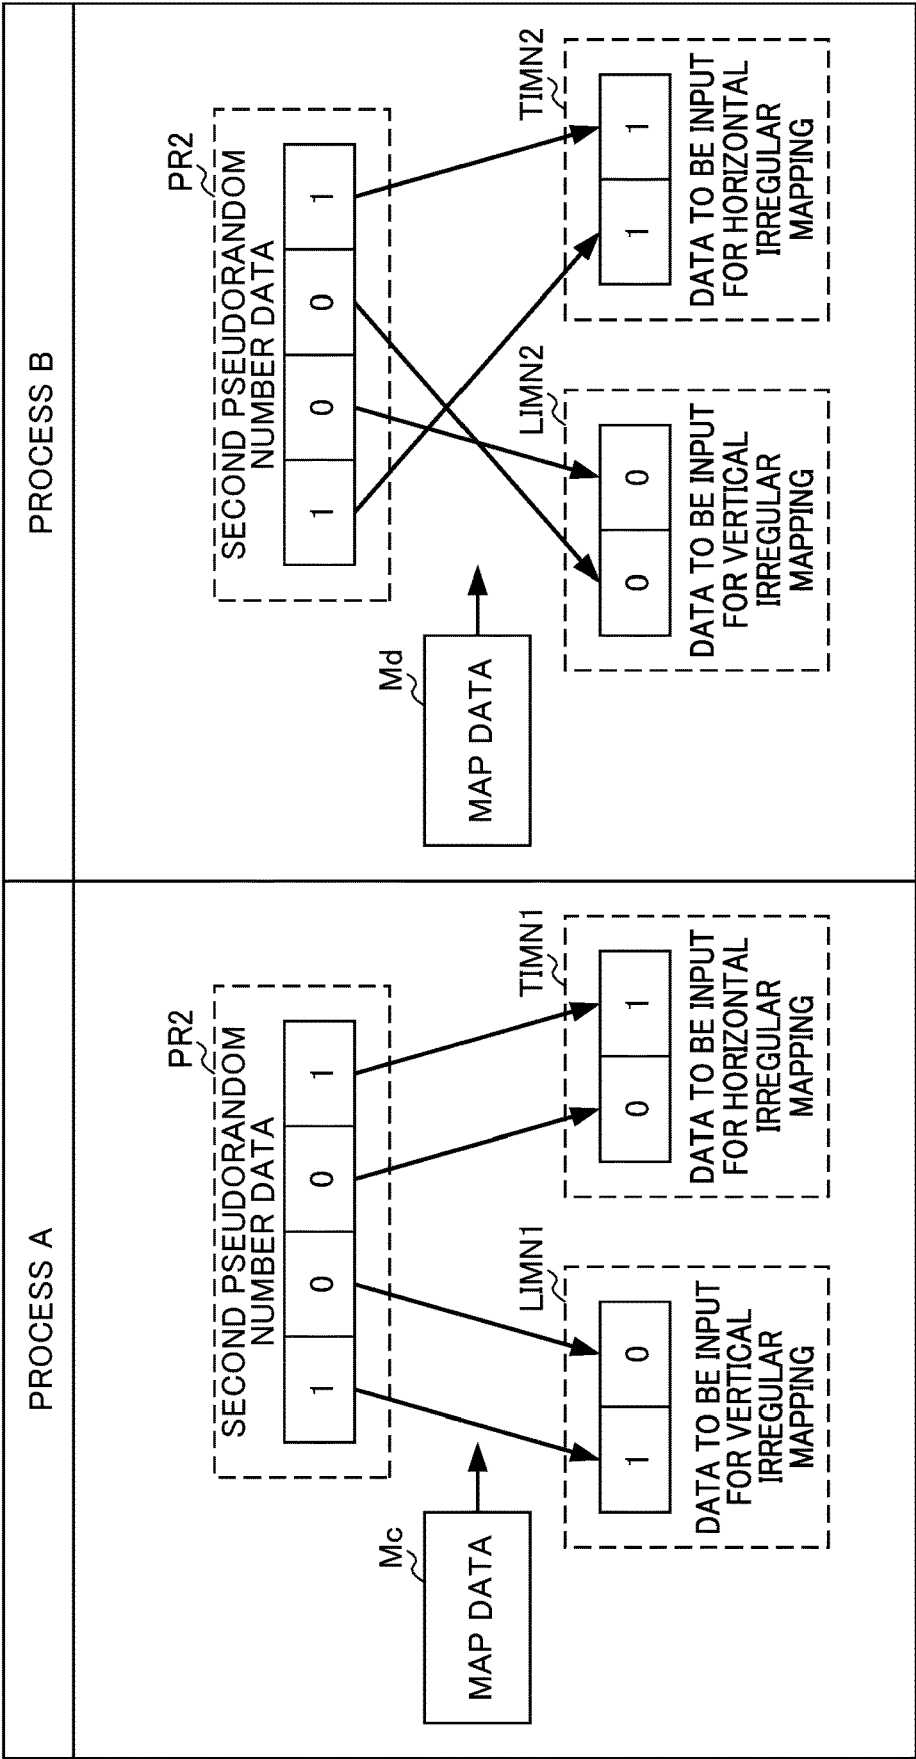 PROCESS A
PR2
SECOND PSEUDORANDOM
NUMBER DATA
1 0 0 1
Mc
MAP DATA
LIMN1
1 0
DATA TO BE INPUT
FOR VERTICAL
IRREGULAR
MAPPING
TIMN1
0 1
DATA TO BE INPUT
FOR HORIZONTAL
IRREGULAR
MAPPING
PROCESS B
PR2
SECOND PSEUDORANDOM
NUMBER DATA
1 0 0 1
Md
MAP DATA
LIMN2
0 0
DATA TO BE INPUT
FOR VERTICAL
IRREGULAR
MAPPING
TIMN2
1 1
DATA TO BE INPUT
FOR HORIZONTAL
IRREGULAR
MAPPING